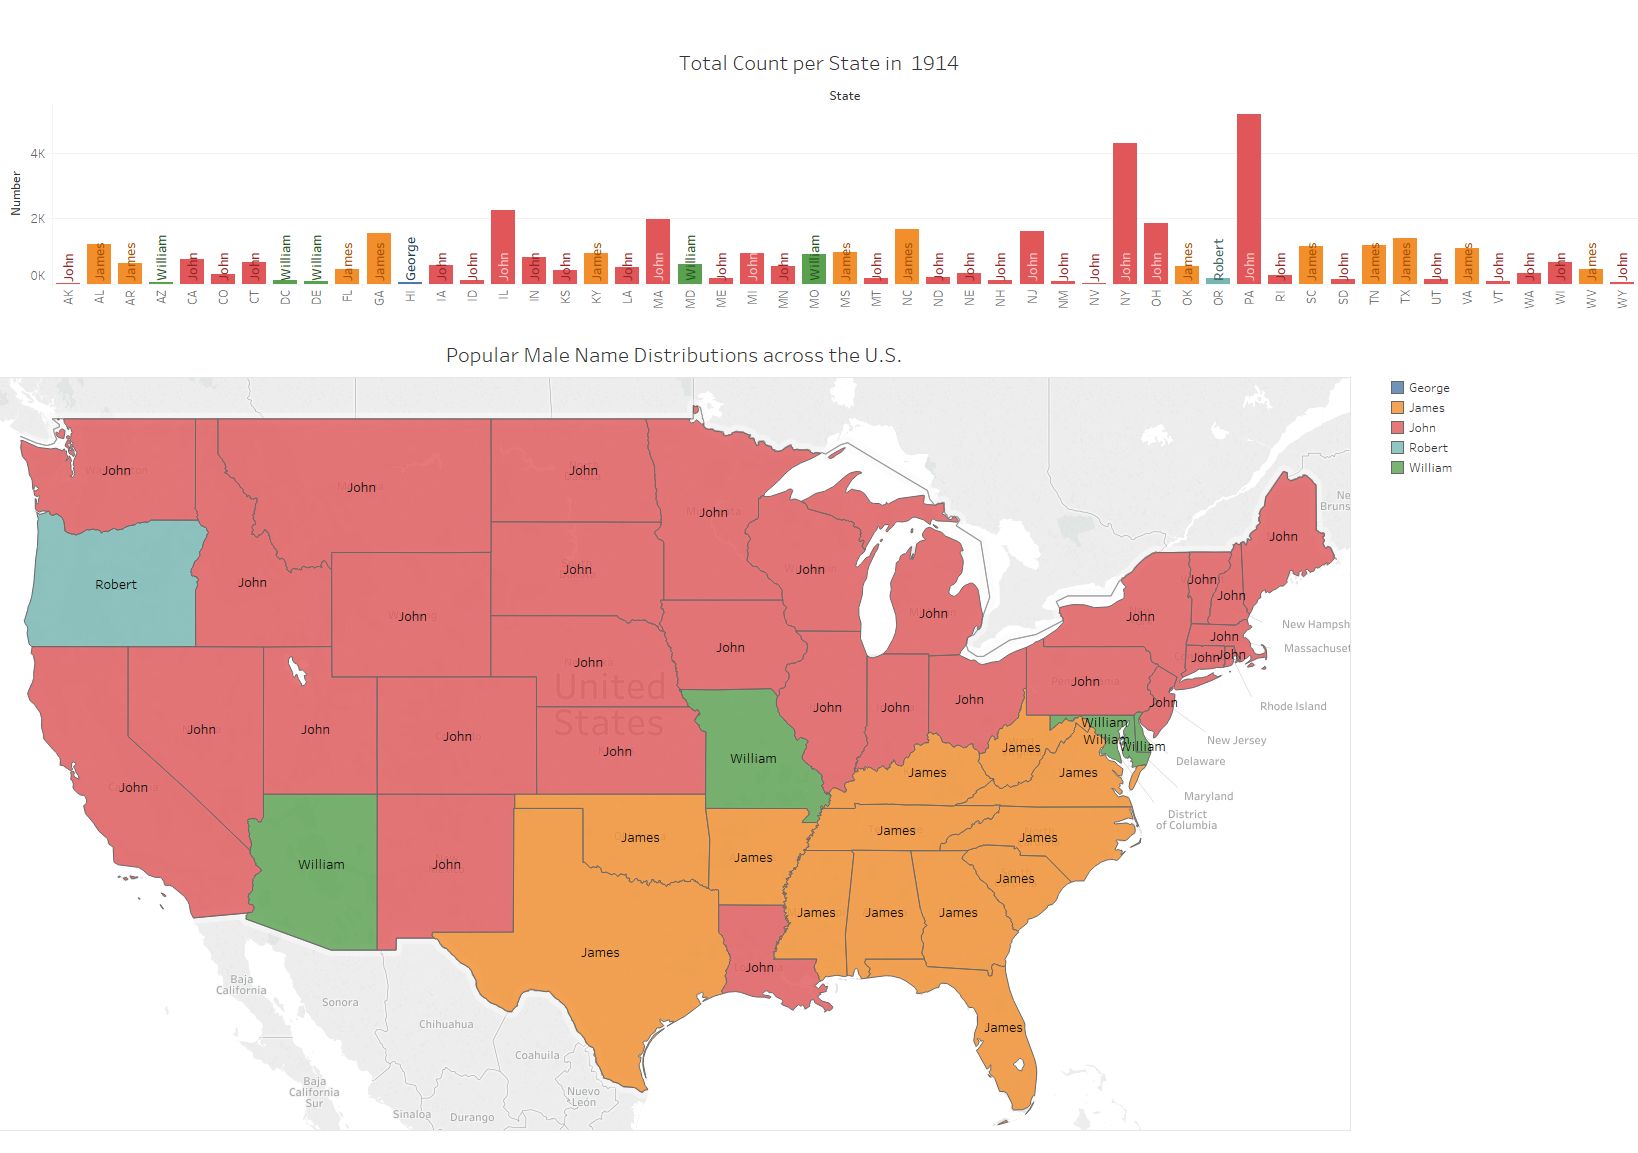 Total Count per State in 1914
State
Number
4K
2K
0K
John
James
James
William
John
John
John
William
William
James
James
George
John
John
John
John
John
James
John
John
William
John
John
John
William
James
John
James
John
John
John
John
John
John
John
John
James
Robert
John
John
James
John
James
James
John
James
John
John
John
James
John
AK
AL
AR
AZ
CA
CO
CT
DC
DE
FL
GA
HI
IA
ID
IL
IN
KS
KY
LA
MA
MD
ME
MI
MN
MO
MS
MT
NC
ND
NE
NH
NJ
NM
NV
NY
OH
OK
OR
PA
RI
SC
SD
TN
TX
UT
VA
VT
WA
WI
WV
WY
Popular Male Name Distributions across the U.S.
George
James
John
Robert
William
John
John
John
John
John
Robert
John
John
John
John
John
John
John
John
John
John
John
John
New Hampsh
Massachuset
Rhode Island
New Jersey
Delaware
Maryland
District
of Columbia
Ne
Bruns
John
John
John
John
John
John
John
John
John
John
John
John
John
John
United
States
William
William
William
William
James
James
James
William
John
James
James
James
James
James
James
James
James
James
James
John
James
Baja
California
Sonora
Chihuahua
Coahuila
Baja
California
Sur
Sinaloa
Durango
Nuevo
León